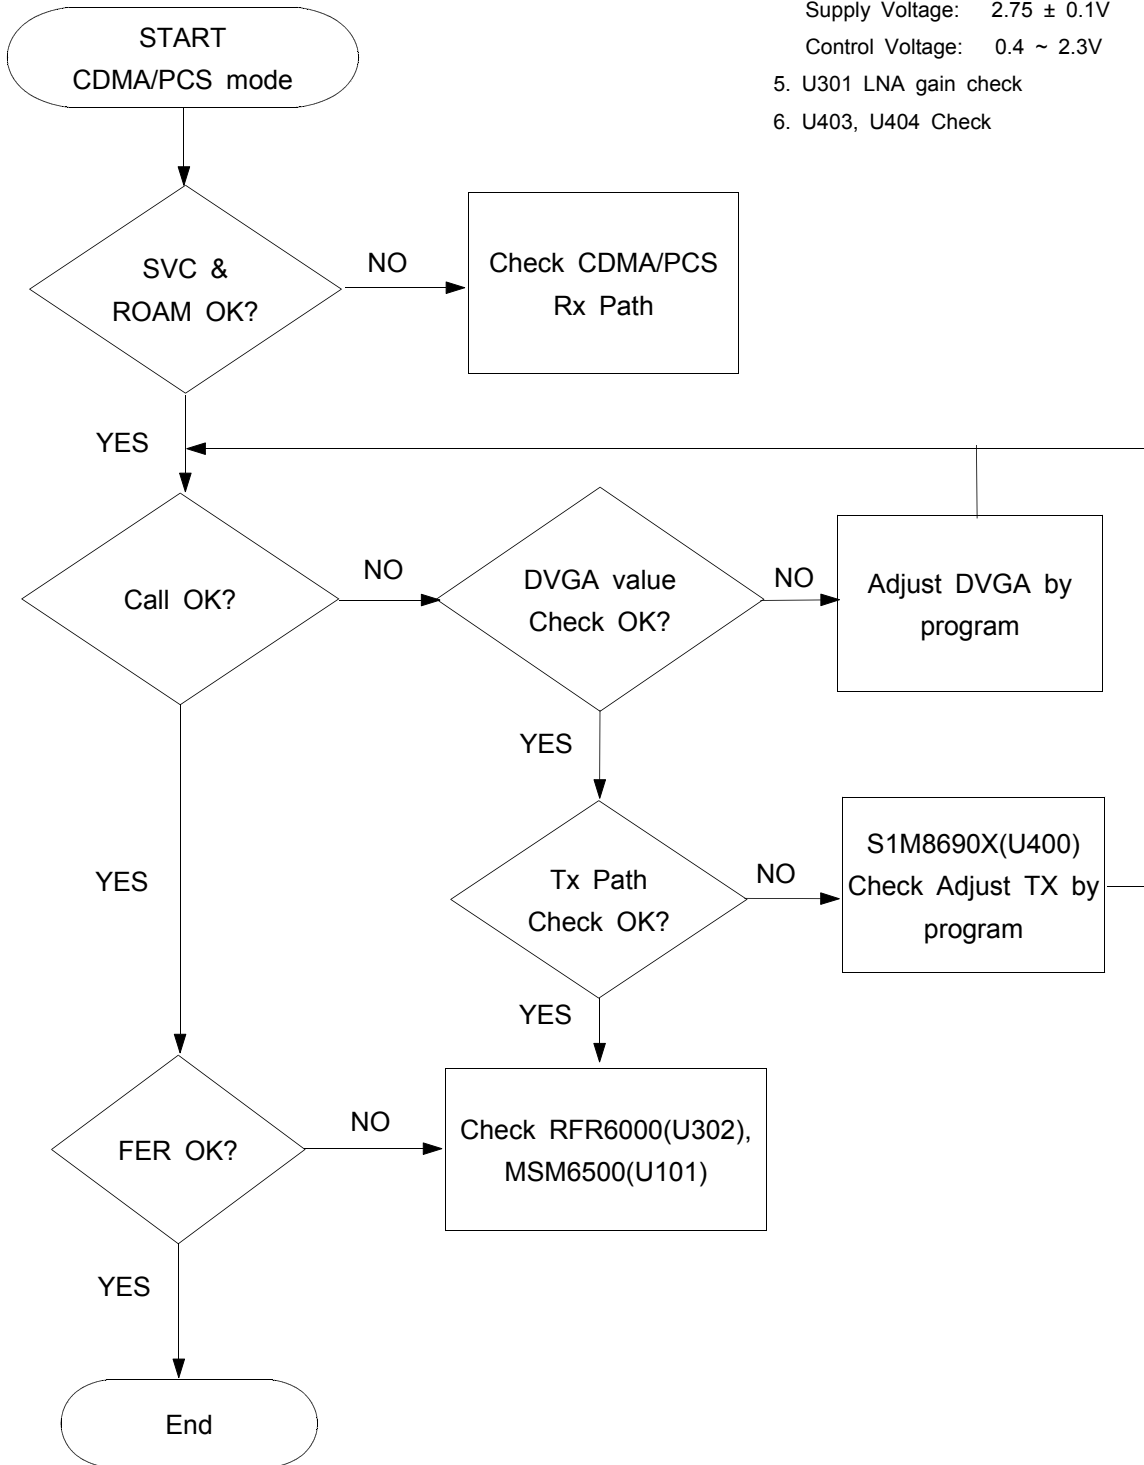 Supply Voltage: 2.75 ± 0.1V
Control Voltage: 0.4 ~ 2.3V
5. U301 LNA gain check
6. U403, U404 Check
START
CDMA/PCS mode
SVC &
ROAM OK?
NO
Check CDMA/PCS
Rx Path
YES
Call OK?
NO
DVGA value
Check OK?
NO
Adjust DVGA by
program
YES
YES
Tx Path
Check OK?
NO
S1M8690X(U400)
Check Adjust TX by
program
YES
FER OK?
NO
Check RFR6000(U302),
MSM6500(U101)
YES
End